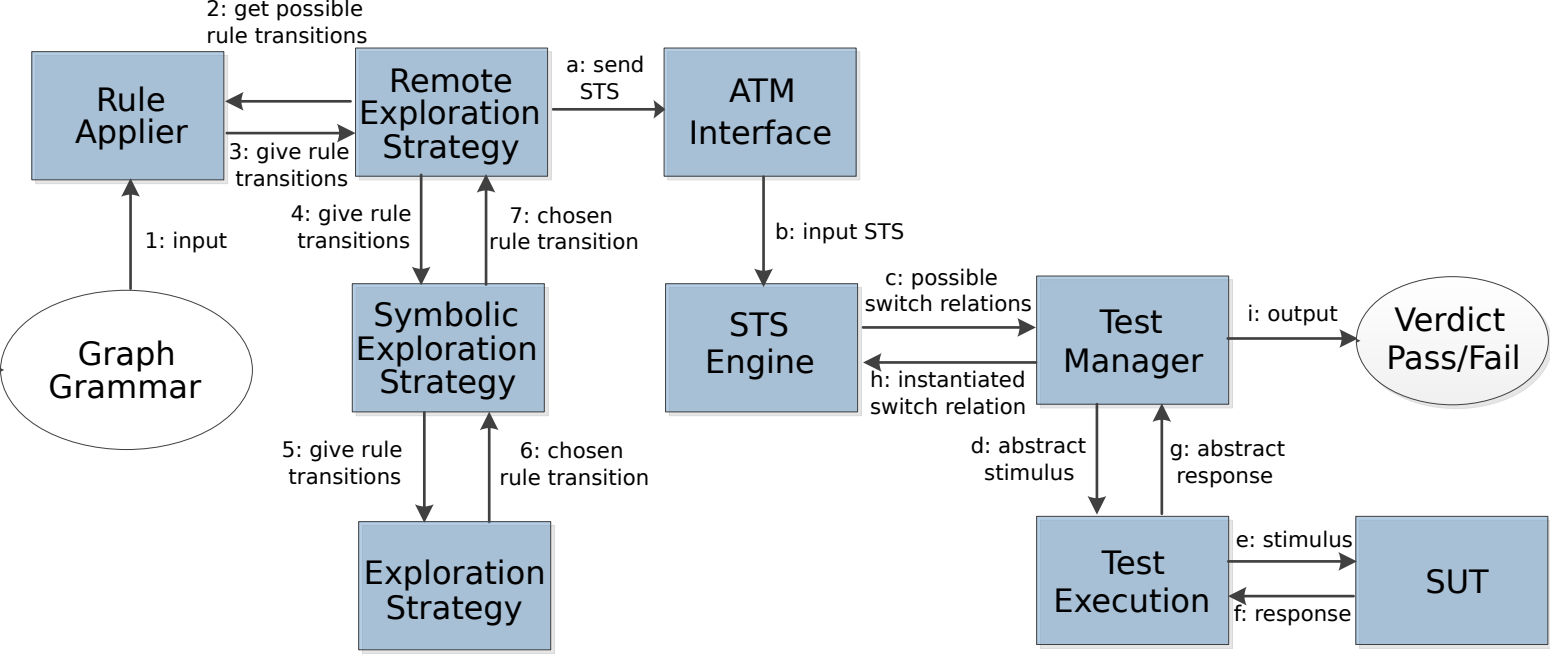 2: get possible
rule transitions
Rule
Applier
Remote
Exploration
Strategy
a: send
STS
ATM
Interface
3: give rule
transitions
1: input
4: give rule
transitions
7: chosen
rule transition
b: input STS
Graph
Grammar
Symbolic
Exploration
Strategy
STS
Engine
c: possible
switch relations
h: instantiated
switch relation
Test
Manager
i: output
Verdict
Pass/Fail
5: give rule
transitions
6: chosen
rule transition
d: abstract
stimulus
g: abstract
response
Exploration
Strategy
Test
Execution
e: stimulus
f: response
SUT